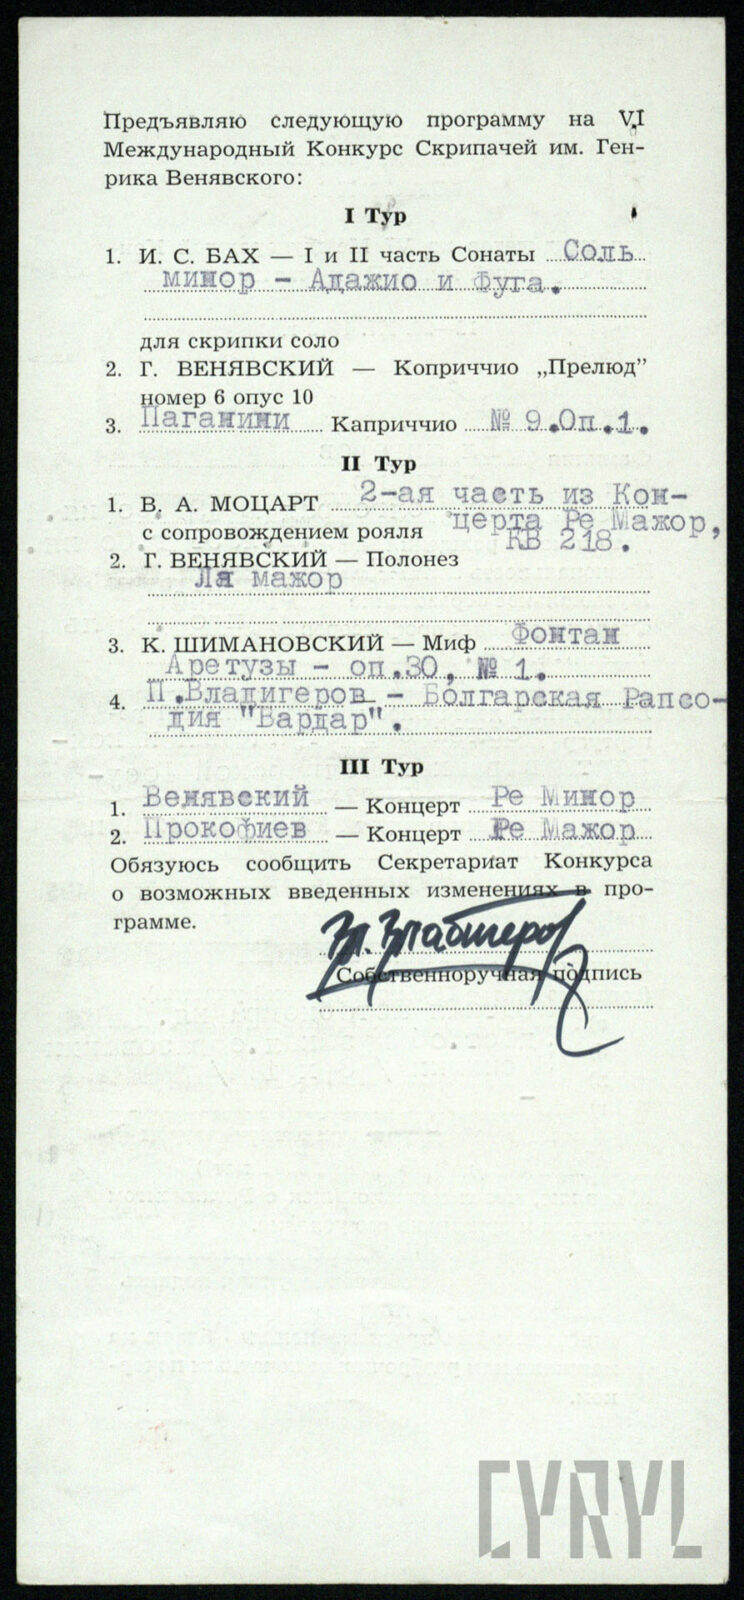 Предъявляю следующую программу на VI
Международный Конкурс Скрипачей им. Ген-
рика Венявского:
I Тур
1. И. С. БАХ — I и II часть Сонаты Соль
минор - Адажио и Фуга.
для скрипки соло
2. Г. ВЕНЯВСКИЙ — Коприччио „Прелюд”
номер 6 опус 10
3. Паганини Каприччио № 9.Оп.1.
II Тур
1. В. А. МОЦАРТ 2-ая часть из Кон-
с сопровождением рояля церта Ре Мажор,
КВ 218.
2. Г. ВЕНЯВСКИЙ — Полонез
Ля мажор
3. К. ШИМАНОВСКИЙ — Миф Фонтан
Аретузы - оп.30, № 1.
4. П.Владигеров - Болгарская Рапсо-
дия "Вардар".
III Тур
1. Венявский — Концерт Ре Минор
2. Прокофиев — Концерт Ре Мажор
Обязуюсь сообщить Секретариат Конкурса
о возможных введенных изменениях в про-
грамме.
Вл. Владигеров
Собственноручная подпись
CYRYL